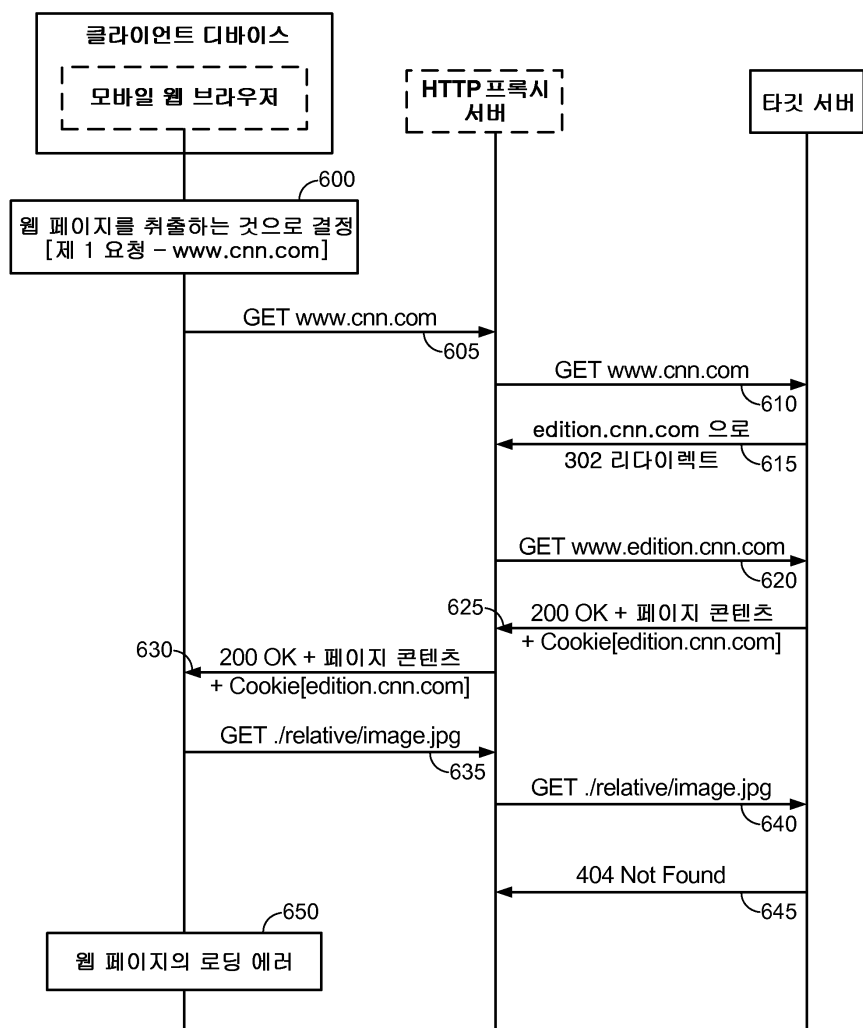 클라이언트 디바이스
모바일 웹 브라우저
HTTP 프록시
서버
타깃 서버
600
웹 페이지를 취출하는 것으로 결정
[제 1 요청 – www.cnn.com]
GET www.cnn.com
605
GET www.cnn.com
610
edition.cnn.com 으로
302 리다이렉트
615
GET www.edition.cnn.com
620
625
200 OK + 페이지 콘텐츠
+ Cookie[edition.cnn.com]
630
200 OK + 페이지 콘텐츠
+ Cookie[edition.cnn.com]
GET ./relative/image.jpg
635
GET ./relative/image.jpg
640
404 Not Found
645
650
웹 페이지의 로딩 에러